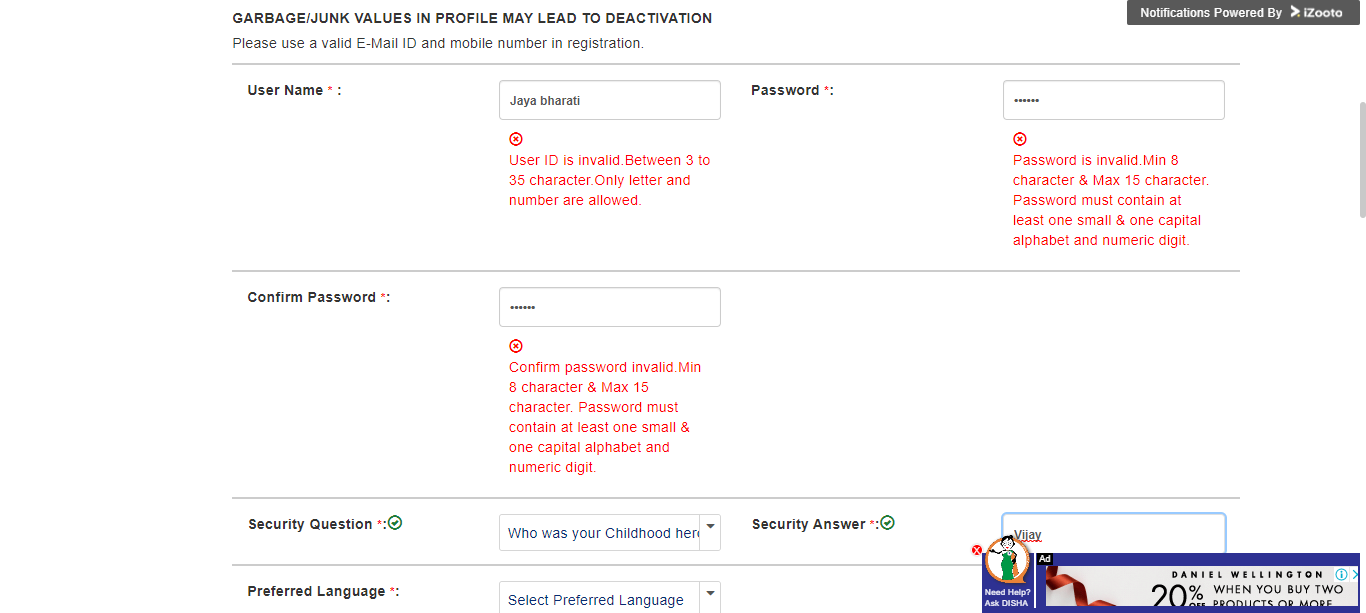 GARBAGE/JUNK VALUES IN PROFILE MAY LEAD TO DEACTIVATION
Notifications Powered By iZooto
Please use a valid E-Mail ID and mobile number in registration.
User Name * :
Jaya bharati
User ID is invalid.Between 3 to
35 character.Only letter and
number are allowed.
Password *:
••••••
Password is invalid.Min 8
character & Max 15 character.
Password must contain at
least one small & one capital
alphabet and numeric digit.
Confirm Password *:
••••••
Confirm password invalid.Min
8 character & Max 15
character. Password must
contain at least one small &
one capital alphabet and
numeric digit.
Security Question *:
Who was your Childhood her
Security Answer *:
Vijay
Preferred Language *:
Select Preferred Language
Need Help?
Ask DISHA
Ad
DANIEL WELLINGTON
20% OFF
WHEN YOU BUY TWO
PRODUCTS OR MORE